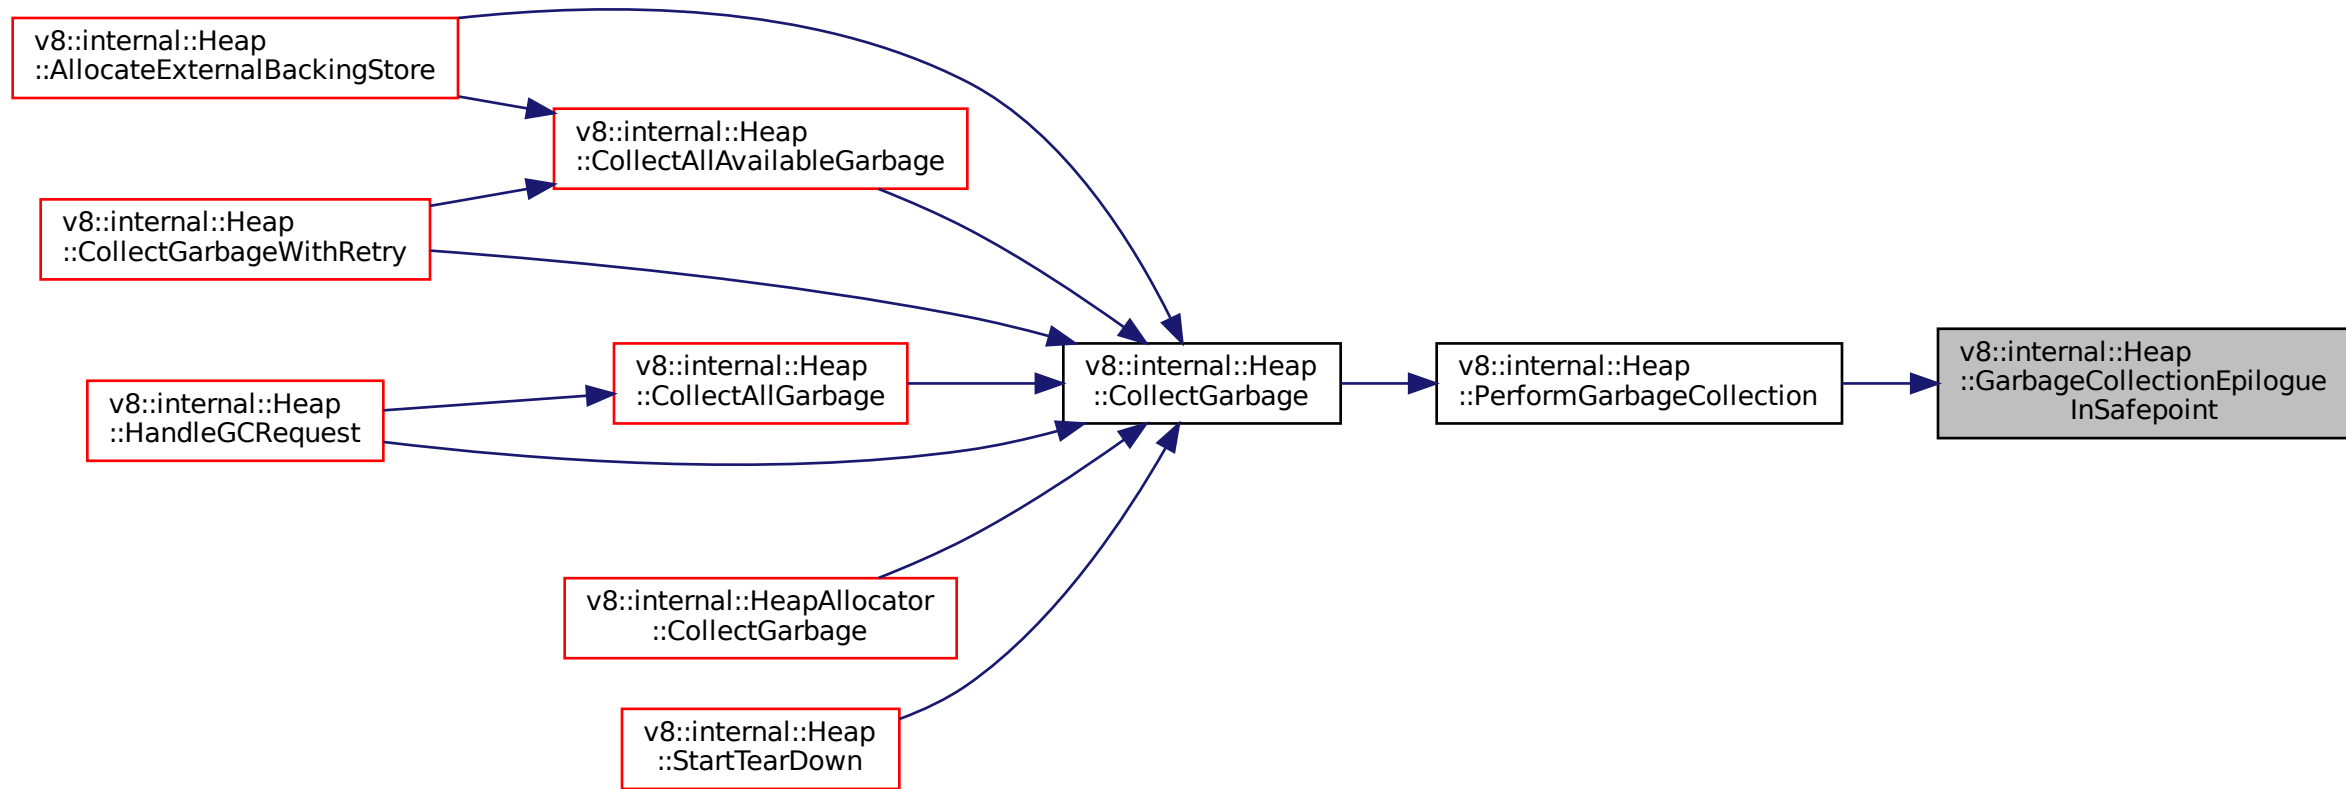 v8::internal::Heap
::AllocateExternalBackingStore
v8::internal::Heap
::CollectAllAvailableGarbage
v8::internal::Heap
::CollectGarbageWithRetry
v8::internal::Heap
::CollectAllGarbage
v8::internal::Heap
::HandleGCRequest
v8::internal::Heap
::CollectGarbage
v8::internal::Heap
::PerformGarbageCollection
v8::internal::Heap
::GarbageCollectionEpilogue
InSafepoint
v8::internal::HeapAllocator
::CollectGarbage
v8::internal::Heap
::StartTearDown